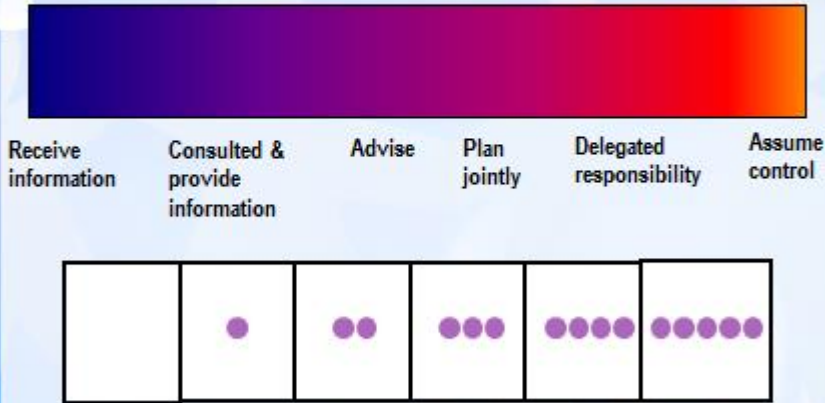 Receive
information
Consulted &
provide
information
Advise
Plan
jointly
Delegated
responsibility
Assume
control